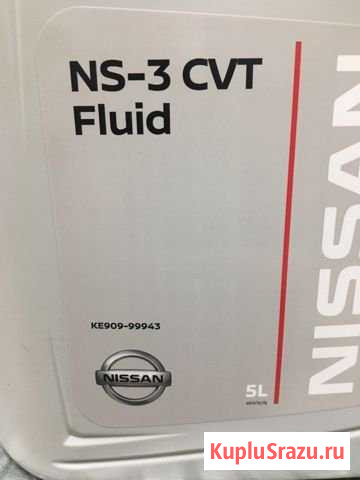 NS-3 CVT
Fluid
NISSAN
KE909-99943
NISSAN
5L
KupluSrazu.ru